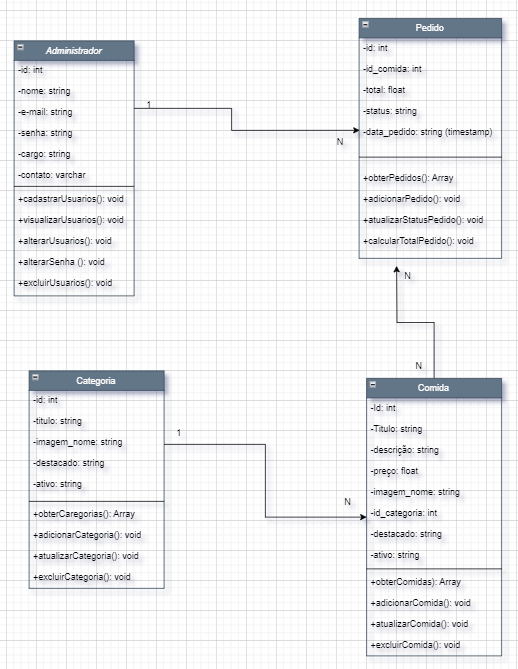 Administrador
-id: int
-nome: string
-e-mail: string
-senha: string
-cargo: string
-contato: varchar
+cadastrarUsuarios(): void
+visualizarUsuarios(): void
+alterarUsuarios(): void
+alterarSenha (): void
+excluirUsuarios(): void
1
N
Pedido
-id: int
-id_comida: int
-total: float
-status: string
-data_pedido: string (timestamp)
+obterPedidos(): Array
+adicionarPedido(): void
+atualizarStatusPedido(): void
+calcularTotalPedido(): void
N
N
Categoria
-id: int
-titulo: string
-imagem_nome: string
-destacado: string
-ativo: string
+obterCaregorias(): Array
+adicionarCategoria(): void
+atualizarCategoria(): void
+excluirCategoria(): void
1
N
Comida
-Id: int
-Titulo: string
-descrição: string
-preço: float
-imagem_nome: string
-id_categoria: int
-destacado: string
-ativo: string
+obterComidas): Array
+adicionarComida(): void
+atualizarComida(): void
+excluirComida(): void